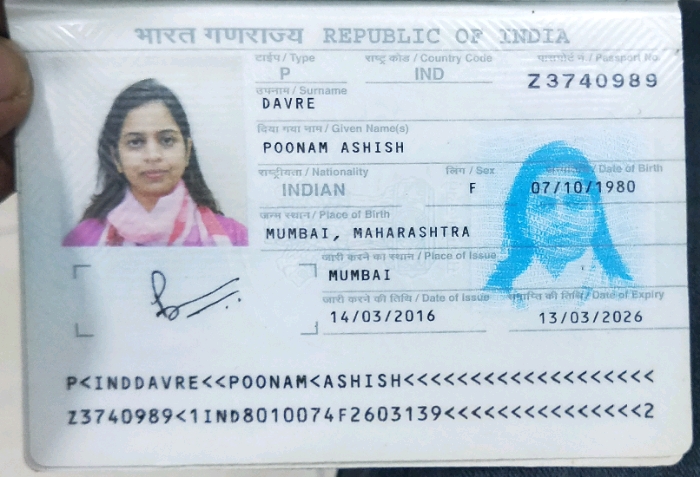 भारत गणराज्य REPUBLIC OF INDIA
टाईप / Type राष्ट्र कोड / Country Code पासपोर्ट न. / Passport No.
P IND Z3740989
उपनाम / Surname
DAVRE
दिया गया नाम / Given Name(s)
POONAM ASHISH
राष्ट्रीयता / Nationality लिंग / Sex / Date of Birth
INDIAN F 07/10/1980
जन्म स्थान / Place of Birth
MUMBAI, MAHARASHTRA
जारी करने का स्थान / Place of Issue
MUMBAI
जारी करने की तिथि / Date of Issue समाप्ति की तिथि / Date of Expiry
14/03/2016 13/03/2026
P<INDDAVRE<<POONAM<ASHISH<<<<<<<<<<<<<<<<<<<
Z3740989<1IND8010074F2603139<<<<<<<<<<<<<<<2